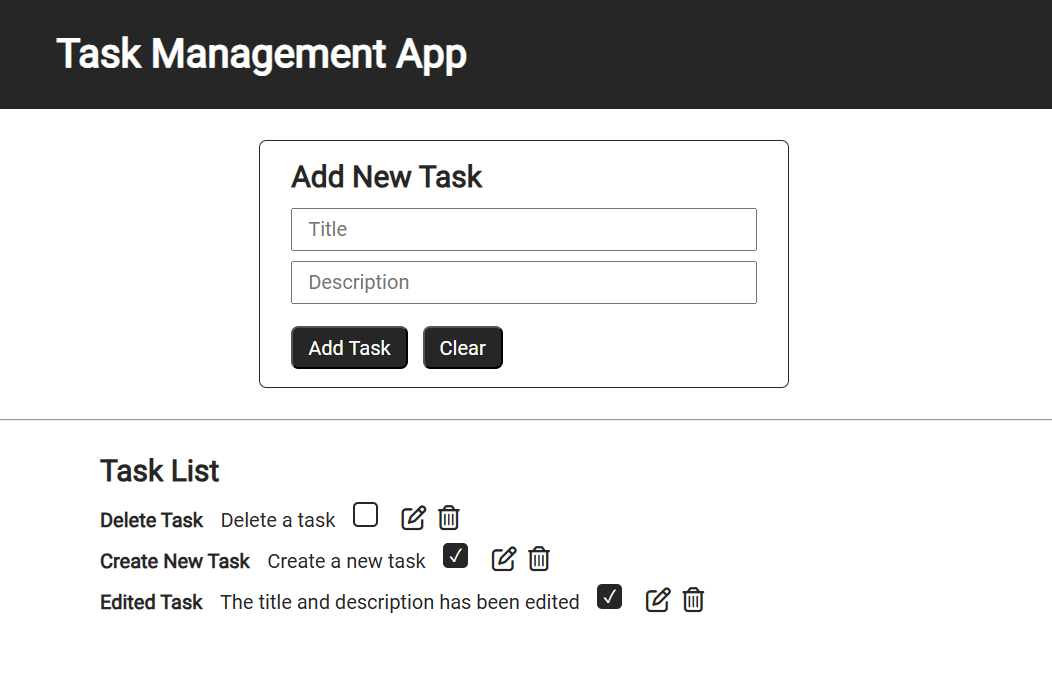 Task Management App
Add New Task
Title
Description
Add Task Clear
Task List
Delete Task Delete a task
Create New Task Create a new task
Edited Task The title and description has been edited